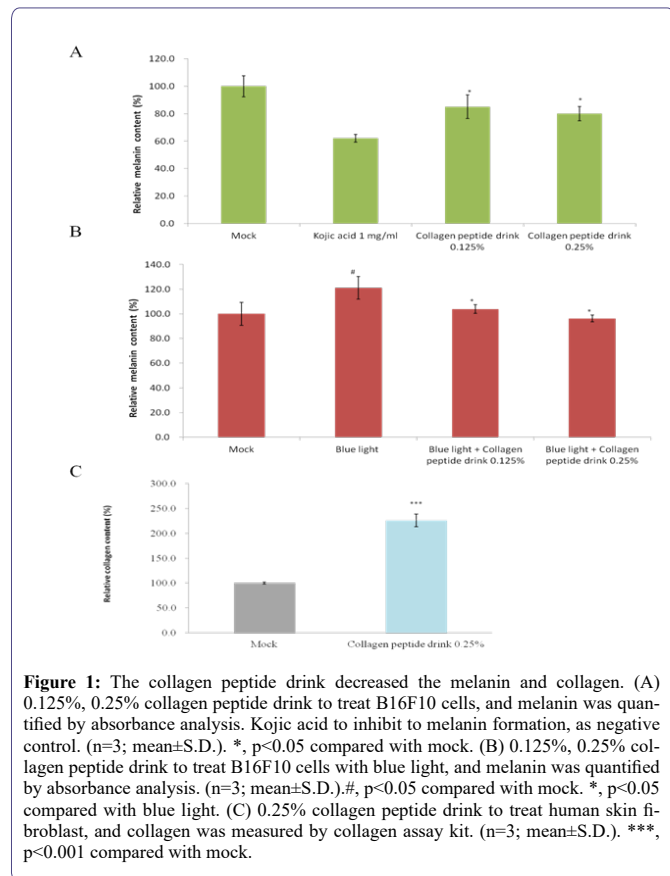 A
Relative melanin content (%)
120.0
100.0
80.0
60.0
40.0
20.0
0.0
Mock
Kojic acid 1 mg/ml
Collagen peptide drink
0.125%
Collagen peptide drink
0.25%
*
*
B
Relative melanin content (%)
140.0
120.0
100.0
80.0
60.0
40.0
20.0
0.0
#
*
*
Mock
Blue light
Blue light + Collagen
peptide drink 0.125%
Blue light + Collagen
peptide drink 0.25%
C
Relative collagen content (%)
300.0
250.0
200.0
150.0
100.0
50.0
0.0
***
Mock
Collagen peptide drink 0.25%
Figure 1: The collagen peptide drink decreased the melanin and collagen. (A)
0.125%, 0.25% collagen peptide drink to treat B16F10 cells, and melanin was quan-
tified by absorbance analysis. Kojic acid to inhibit to melanin formation, as negative
control. (n=3; mean±S.D.). *, p<0.05 compared with mock. (B) 0.125%, 0.25% col-
lagen peptide drink to treat B16F10 cells with blue light, and melanin was quantified
by absorbance analysis. (n=3; mean±S.D.).#, p<0.05 compared with mock. *, p<0.05
compared with blue light. (C) 0.25% collagen peptide drink to treat human skin fi-
broblast, and collagen was measured by collagen assay kit. (n=3; mean±S.D.). ***,
p<0.001 compared with mock.